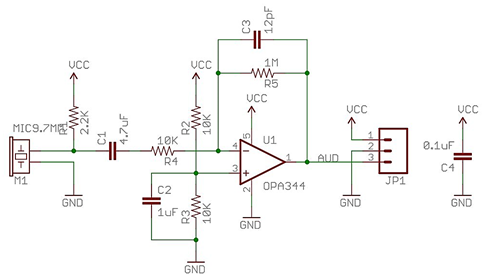 C3
12pF
VCC
VCC
1M
R5
VCC
VCC
VCC
MIC9.7MM
R1
2.2K
C1
4.7uF
R2
10K
10K
R4
5
U1
4
3
1
AUD
2
OPA344
1
2
3
JP1
0.1uF
C4
M1
GND
C2
1uF
R3
10K
GND
GND
GND
GND